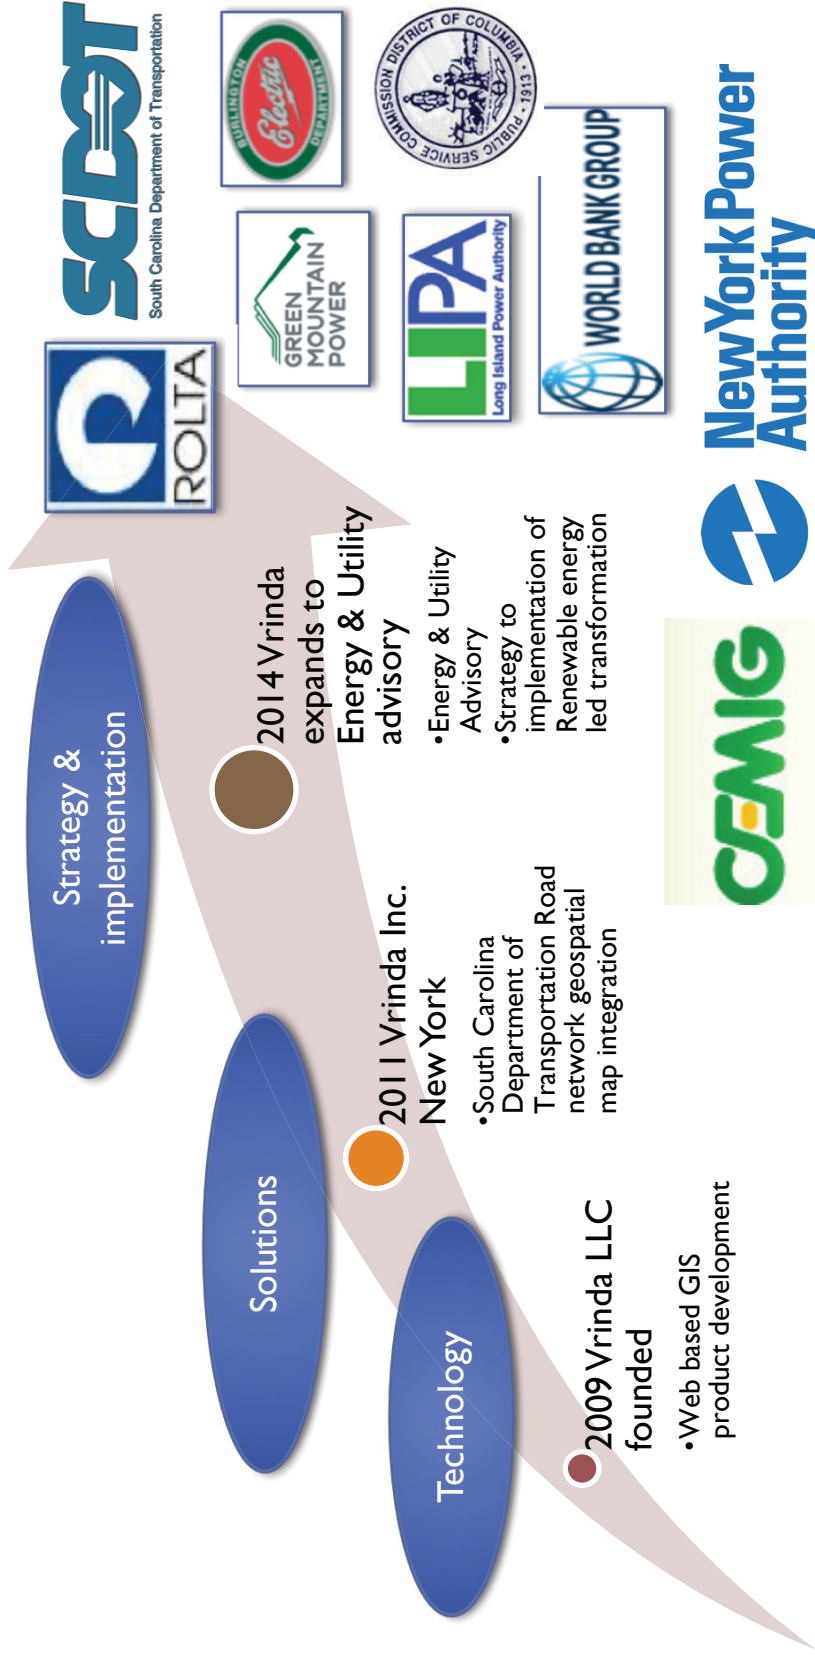 Technology
Solutions
Strategy &
implementation
2009 Vrinda LLC
founded
•Web based GIS
product development
2011 Vrinda Inc.
New York
•South Carolina
Department of
Transportation Road
network geospatial
map integration
2014 Vrinda
expands to
Energy & Utility
advisory
•Energy & Utility
Advisory
•Strategy to
implementation of
Renewable energy
led transformation
ROLTA
SCDOT
South Carolina Department of Transportation
GREEN
MOUNTAIN
POWER
BURLINGTON
Electric
DEPARTMENT
LIPA
Long Island Power Authority
PUBLIC SERVICE COMMISSION DISTRICT OF COLUMBIA
· 1913 ·
WORLD BANK GROUP
CEMIG
New York Power
Authority